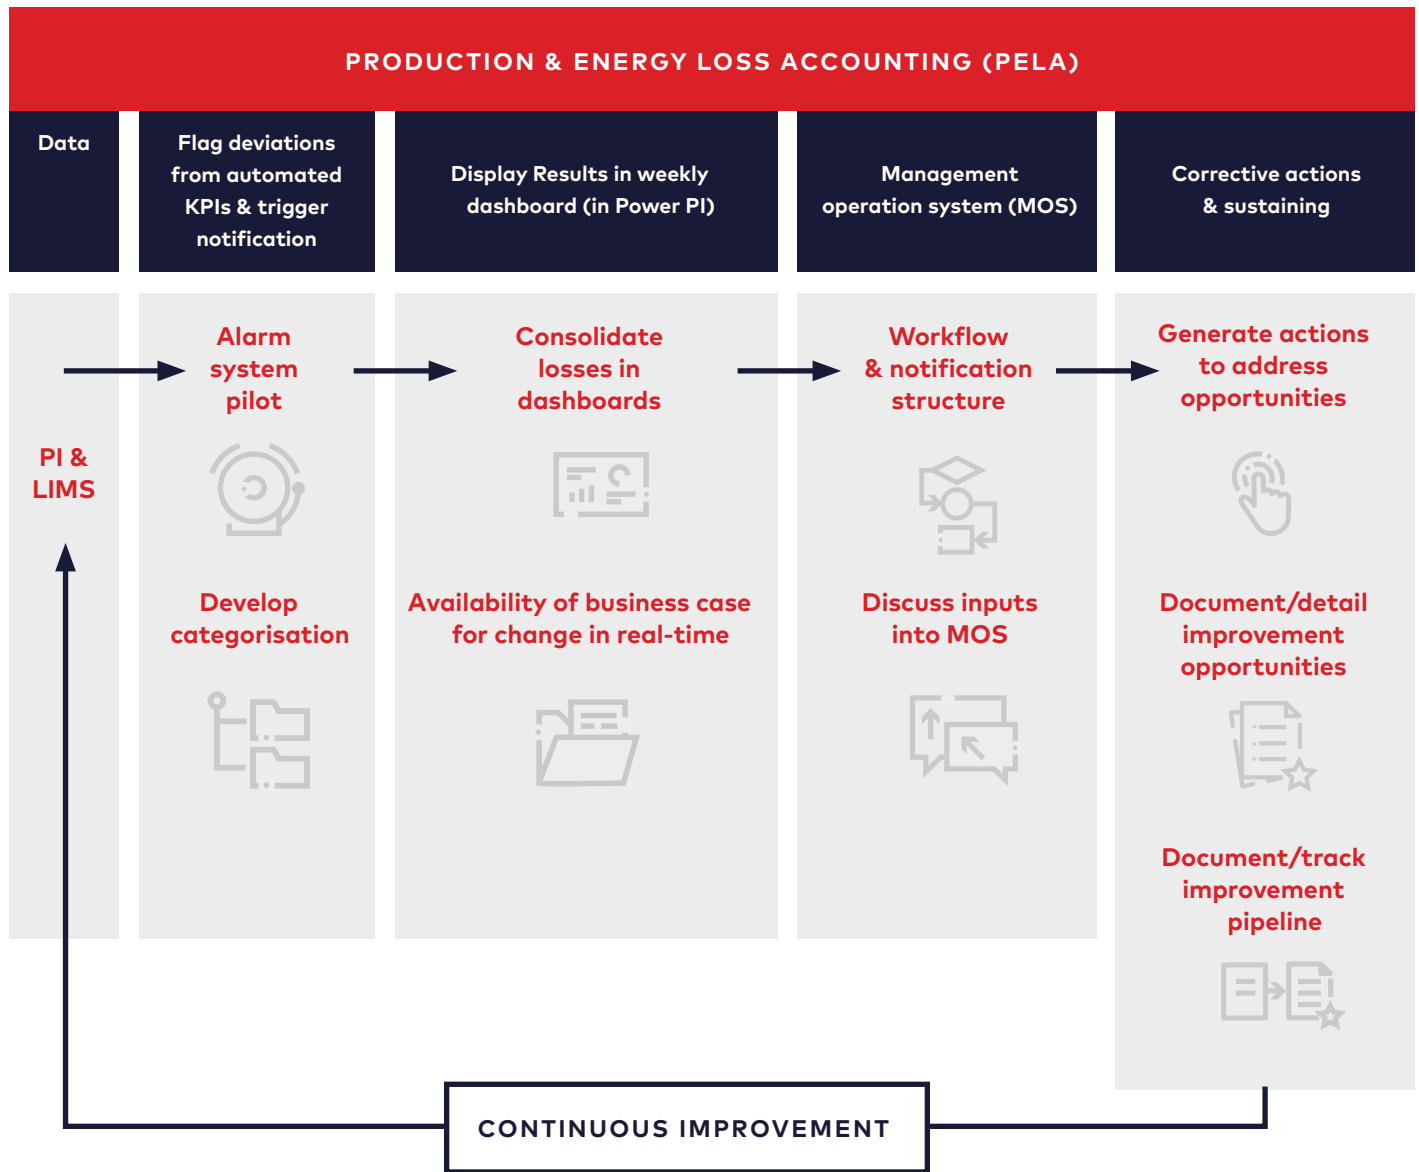 PRODUCTION & ENERGY LOSS ACCOUNTING (PELA)
Data
Flag deviations
from automated
KPIs & trigger
notification
Display Results in weekly
dashboard (in Power PI)
Management
operation system (MOS)
Corrective actions
& sustaining
PI &
LIMS
Alarm
system
pilot
Develop
categorisation
Consolidate
losses in
dashboards
Availability of business case
for change in real-time
Workflow
& notification
structure
Discuss inputs
into MOS
Generate actions
to address
opportunities
Document/detail
improvement
opportunities
Document/track
improvement
pipeline
CONTINUOUS IMPROVEMENT